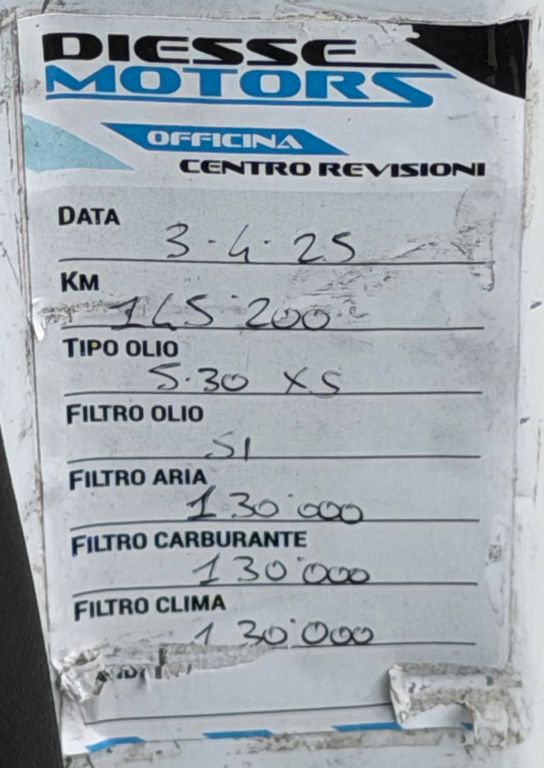 DIESSE
MOTORS
OFFICINA
CENTRO REVISIONI
DATA
3.4.25
KM
145'200
TIPO OLIO
5.30 XS
FILTRO OLIO
SI
FILTRO ARIA
130'000
FILTRO CARBURANTE
130'000
FILTRO CLIMA
130'000